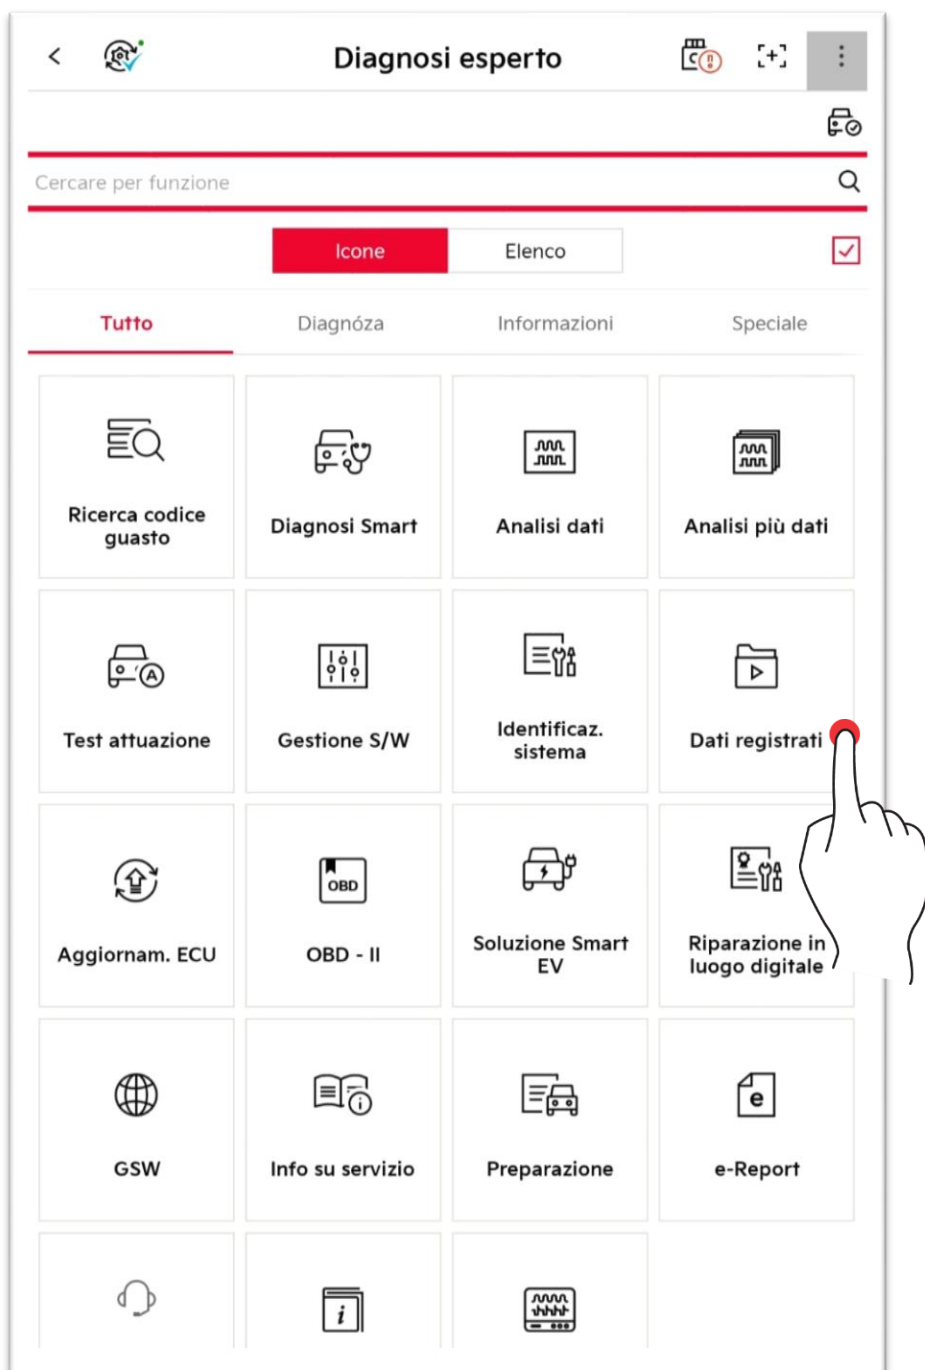 Diagnosi esperto
Cercare per funzione
Icone
Elenco
Tutto
Diagnóza
Informazioni
Speciale
Ricerca codice
guasto
Diagnosi Smart
Analisi dati
Analisi più dati
Test attuazione
Gestione S/W
Identificaz.
sistema
Dati registrati
Aggiornam. ECU
OBD
OBD - II
Soluzione Smart
EV
Riparazione in
luogo digitale
GSW
Info su servizio
Preparazione
e
e-Report
i